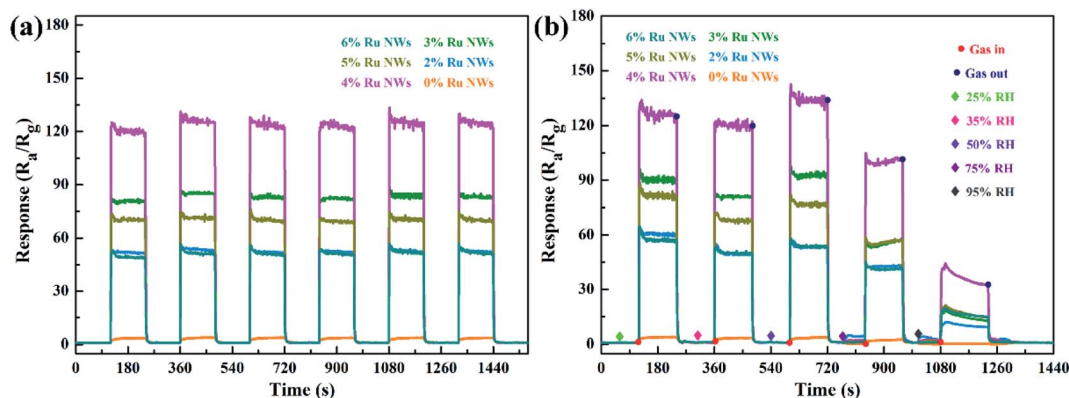 (a)
180
150
120
90
60
30
0
Response (Ra/Rg)
6% Ru NWs 3% Ru NWs
5% Ru NWs 2% Ru NWs
4% Ru NWs 0% Ru NWs
0 180 360 540 720 900 1080 1260 1440
Time (s)
(b)
180
150
120
90
60
30
0
Response (Ra/Rg)
6% Ru NWs 3% Ru NWs
5% Ru NWs 2% Ru NWs
4% Ru NWs 0% Ru NWs
Gas in
Gas out
25% RH
35% RH
50% RH
75% RH
95% RH
0 180 360 540 720 900 1080 1260 1440
Time (s)